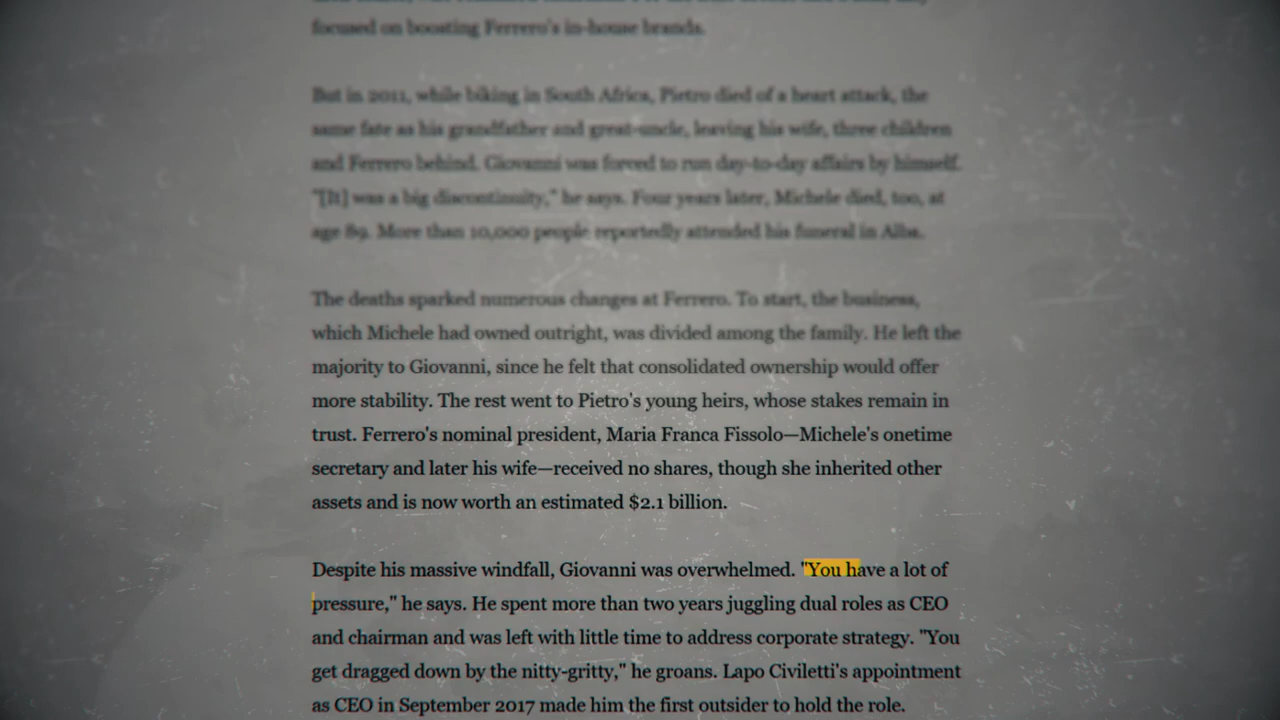 focused on boosting Ferrero's in-house brands.
But in 2011, while biking in South Africa, Pietro died of a heart attack, the
same fate as his grandfather and great-uncle, leaving his wife, three children
and Ferrero behind. Giovanni was forced to run day-to-day affairs by himself.
"[It] was a big discontinuity," he says. Four years later, Michele died, too, at
age 89. More than 10,000 people reportedly attended his funeral in Alba.
The deaths sparked numerous changes at Ferrero. To start, the business,
which Michele had owned outright, was divided among the family. He left the
majority to Giovanni, since he felt that consolidated ownership would offer
more stability. The rest went to Pietro's young heirs, whose stakes remain in
trust. Ferrero's nominal president, Maria Franca Fissolo—Michele's onetime
secretary and later his wife—received no shares, though she inherited other
assets and is now worth an estimated $2.1 billion.
Despite his massive windfall, Giovanni was overwhelmed. "You have a lot of
pressure," he says. He spent more than two years juggling dual roles as CEO
and chairman and was left with little time to address corporate strategy. "You
get dragged down by the nitty-gritty," he groans. Lapo Civiletti's appointment
as CEO in September 2017 made him the first outsider to hold the role.